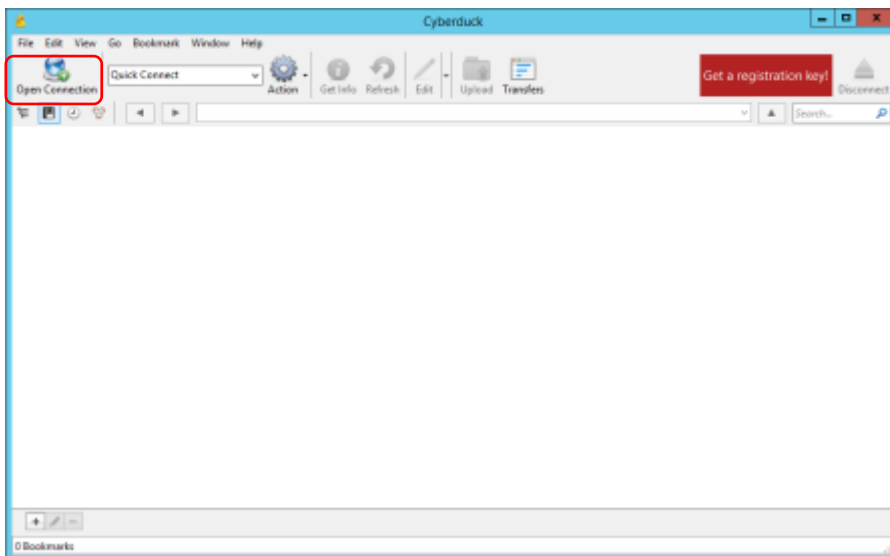 Cyberduck
File Edit View Go Bookmark Window Help
Open Connection Quick Connect Action Get Info Refresh Edit Upload Transfers Get a registration key! Disconnect
Search...
0 Bookmarks